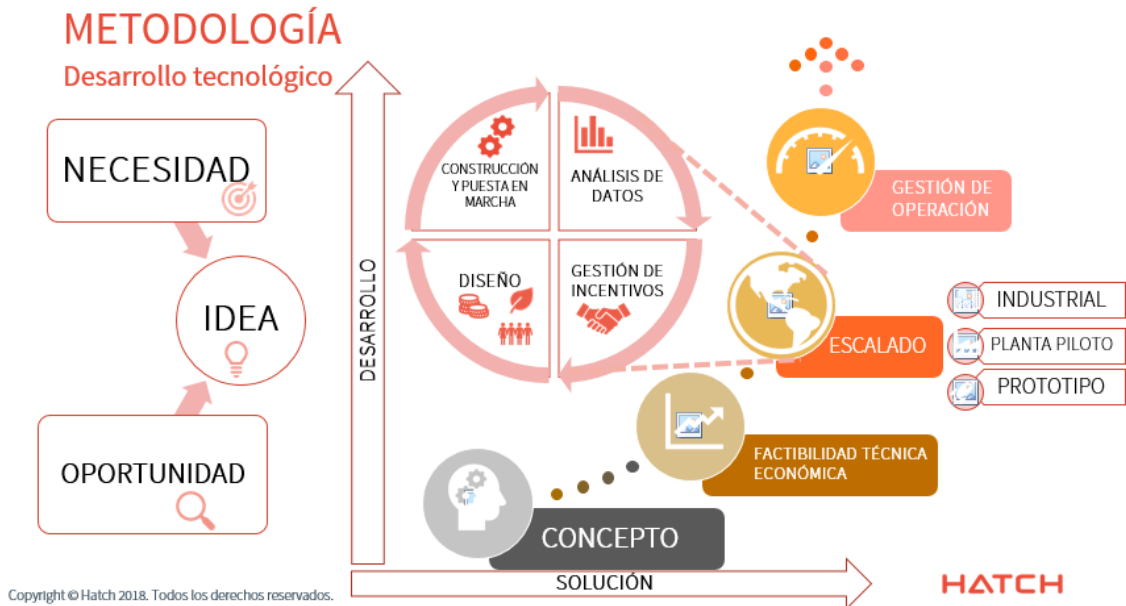 METODOLOGÍA
Desarrollo tecnológico
NECESIDAD
IDEA
OPORTUNIDAD
DESARROLLO
SOLUCIÓN
CONSTRUCCIÓN
Y PUESTA EN
MARCHA
ANÁLISIS DE
DATOS
DISEÑO
GESTIÓN DE
INCENTIVOS
GESTIÓN DE
OPERACIÓN
ESCALADO
INDUSTRIAL
PLANTA PILOTO
PROTOTIPO
FACTIBILIDAD TÉCNICA
ECONÓMICA
CONCEPTO
Copyright © Hatch 2018. Todos los derechos reservados.
HATCH